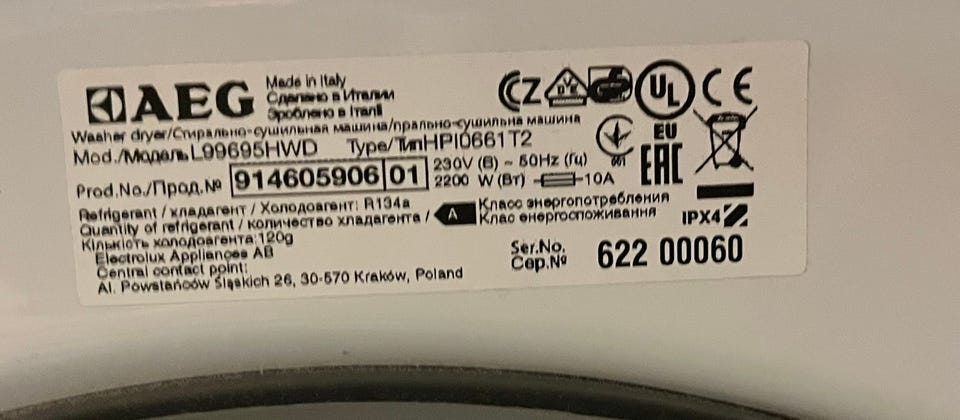 AEG
Made in Italy
Сделано в Италии
Зроблено в Італії
Washer dryer/Стирально-сушильная машина/прально-сушильна машина
Mod./Модель L99695HWD Type/Тип HPI0661T2
Prod.No./Прод.№ 914605906 01
230V (В) ~ 50Hz (Гц)
2200 W (Вт) 10A
Refrigerant / хладагент / Холодоагент: R134a
Quantity of refrigerant / количество хладагента /
Кількість холодоагента:120g
A
Класс энергопотребления
Клас енергоспоживання
Electrolux Appliances AB
Central contact point:
Al. Powstańców Śląskich 26, 30-570 Kraków, Poland
Ser.No.
Сер.№
622 00060
CZ
UL
CE
EU
EAC
IPX4